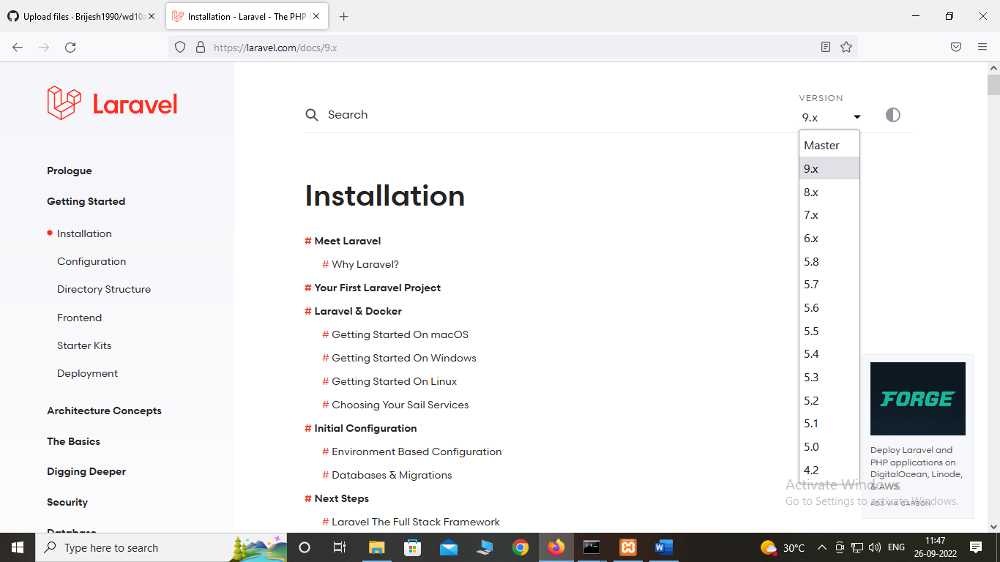 Upload files · Brijesh1990/wd10a
Installation - Laravel - The PHP
https://laravel.com/docs/9.x
Laravel
Prologue
Getting Started
Installation
Configuration
Directory Structure
Frontend
Starter Kits
Deployment
Architecture Concepts
The Basics
Digging Deeper
Security
Database
Search
VERSION
9.x
Master
9.x
8.x
7.x
6.x
5.8
5.7
5.6
5.5
5.4
5.3
5.2
5.1
5.0
4.2
Installation
# Meet Laravel
# Why Laravel?
# Your First Laravel Project
# Laravel & Docker
# Getting Started On macOS
# Getting Started On Windows
# Getting Started On Linux
# Choosing Your Sail Services
# Initial Configuration
# Environment Based Configuration
# Databases & Migrations
# Next Steps
# Laravel The Full Stack Framework
FORGE
Deploy Laravel and
PHP applications on
DigitalOcean, Linode,
& AWS.
ADS VIA CARBON
Activate Windows
Go to Settings to activate Windows.
Type here to search
30°C
ENG
11:47
26-09-2022